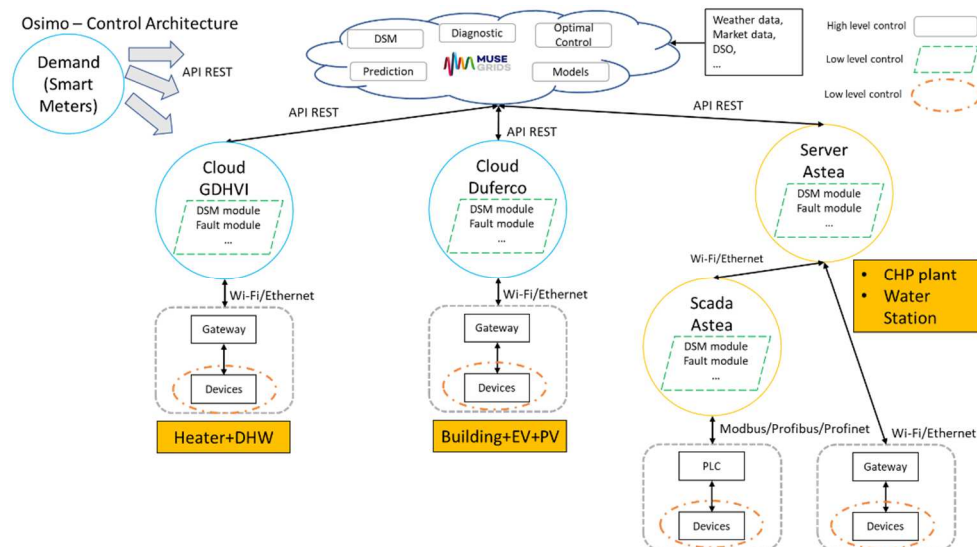 Osimo – Control Architecture
Demand
(Smart
Meters)
API REST
DSM
Diagnostic
Optimal
Control
Prediction
MUSE
GRIDS
Models
Weather data,
Market data,
DSO,
...
High level control
Low level control
Low level control
API REST
API REST
API REST
Cloud
GDHVI
DSM module
Fault module
...
Wi-Fi/Ethernet
Gateway
Devices
Heater+DHW
Cloud
Duferco
DSM module
Fault module
...
Wi-Fi/Ethernet
Gateway
Devices
Building+EV+PV
Server
Astea
DSM module
Fault module
...
Wi-Fi/Ethernet
• CHP plant
• Water
Station
Scada
Astea
DSM module
Fault module
...
Modbus/Profibus/Profinet
PLC
Devices
Wi-Fi/Ethernet
Gateway
Devices